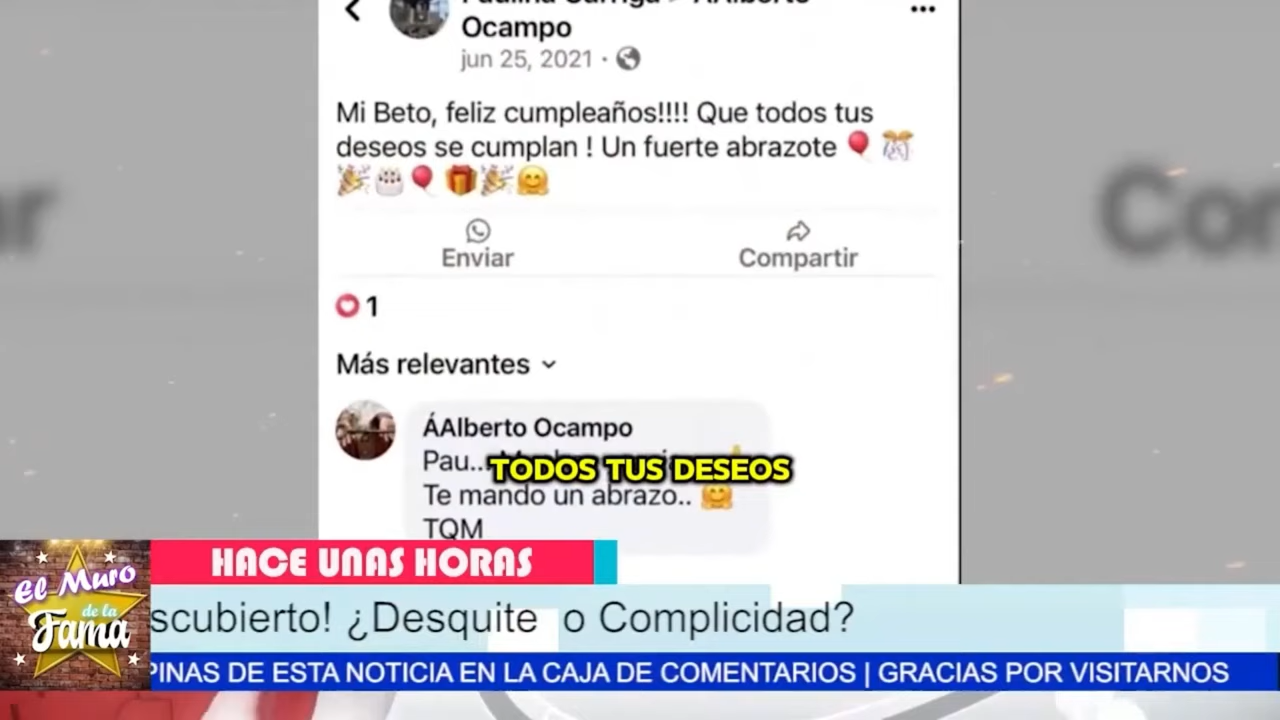 Ocampo
jun 25, 2021 ·
Mi Beto, feliz cumpleaños!!!! Que todos tus
deseos se cumplan ! Un fuerte abrazote 🎈 🎊
🎉🎂🎈🎁🎉🤗
Enviar
Compartir
1
Más relevantes
ÁAlberto Ocampo
Pau..
TODOS TUS DESEOS
Te mando un abrazo.. 🤗
TQM
El Muro
de la
Fama
HACE UNAS HORAS
scubierto! ¿Desquite o Complicidad?
PINAS DE ESTA NOTICIA EN LA CAJA DE COMENTARIOS | GRACIAS POR VISITARNOS